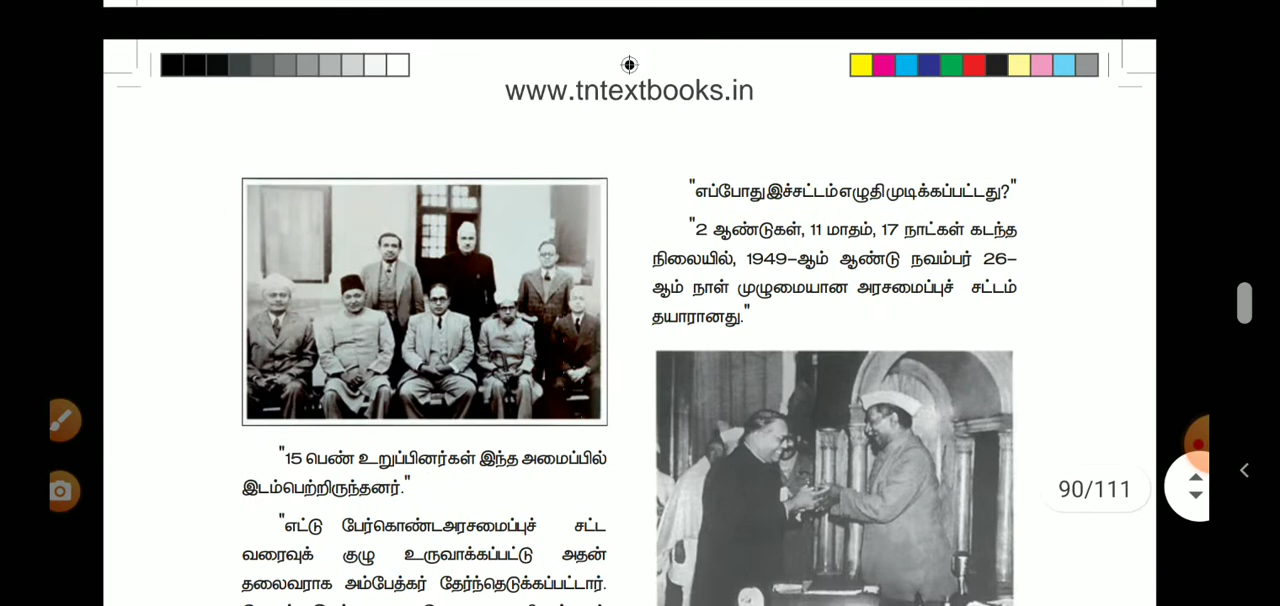 www.tntextbooks.in
"15 பெண் உறுப்பினர்கள் இந்த அமைப்பில்
இடம்பெற்றிருந்தனர்."
"எட்டு பேர்கொண்டஅரசமைப்புச் சட்ட
வரைவுக் குழு உருவாக்கப்பட்டு அதன்
தலைவராக அம்பேத்கர் தேர்ந்தெடுக்கப்பட்டார்.
"எப்போதுஇச்சட்டம்எழுதிமுடிக்கப்பட்டது?"
"2 ஆண்டுகள், 11 மாதம், 17 நாட்கள் கடந்த
நிலையில், 1949-ஆம் ஆண்டு நவம்பர் 26-
ஆம் நாள் முழுமையான அரசமைப்புச் சட்டம்
தயாரானது."
90/111